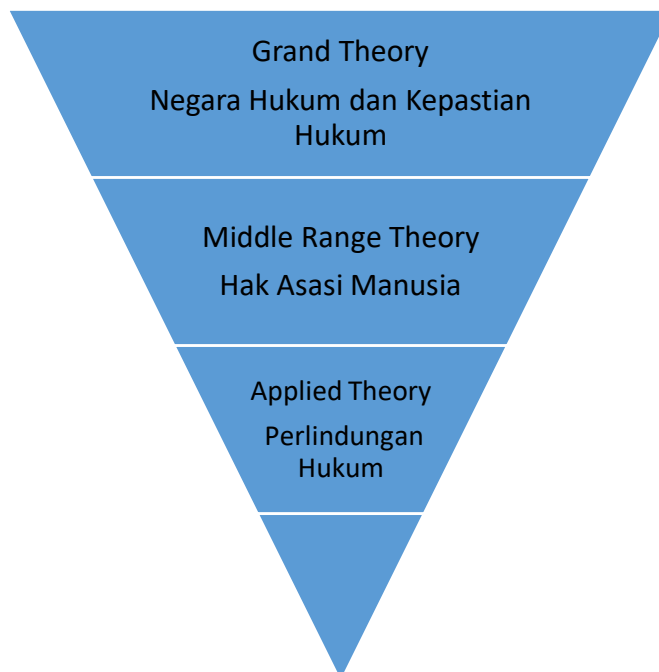 Grand Theory
Negara Hukum dan Kepastian
Hukum
Middle Range Theory
Hak Asasi Manusia
Applied Theory
Perlindungan
Hukum